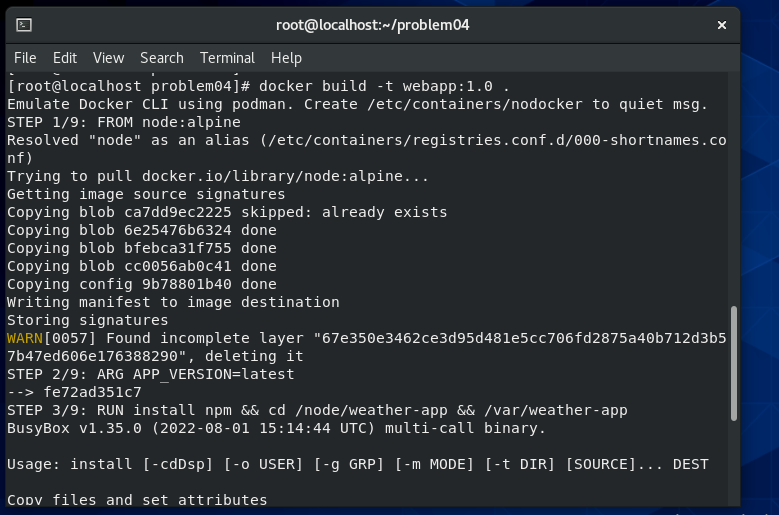 root@localhost:~/problem04
File Edit View Search Terminal Help
[root@localhost problem04]# docker build -t webapp:1.0 .
Emulate Docker CLI using podman. Create /etc/containers/nodocker to quiet msg.
STEP 1/9: FROM node:alpine
Resolved "node" as an alias (/etc/containers/registries.conf.d/000-shortnames.co
nf)
Trying to pull docker.io/library/node:alpine...
Getting image source signatures
Copying blob ca7dd9ec2225 skipped: already exists
Copying blob 6e25476b6324 done
Copying blob bfebca31f755 done
Copying blob cc0056ab0c41 done
Copying config 9b78801b40 done
Writing manifest to image destination
Storing signatures
WARN[0057] Found incomplete layer "67e350e3462ce3d95d481e5cc706fd2875a40b712d3b5
7b47ed606e176388290", deleting it
STEP 2/9: ARG APP_VERSION=latest
--> fe72ad351c7
STEP 3/9: RUN install npm && cd /node/weather-app && /var/weather-app
BusyBox v1.35.0 (2022-08-01 15:14:44 UTC) multi-call binary.
Usage: install [-cdDsp] [-o USER] [-g GRP] [-m MODE] [-t DIR] [SOURCE]... DEST
Copy files and set attributes